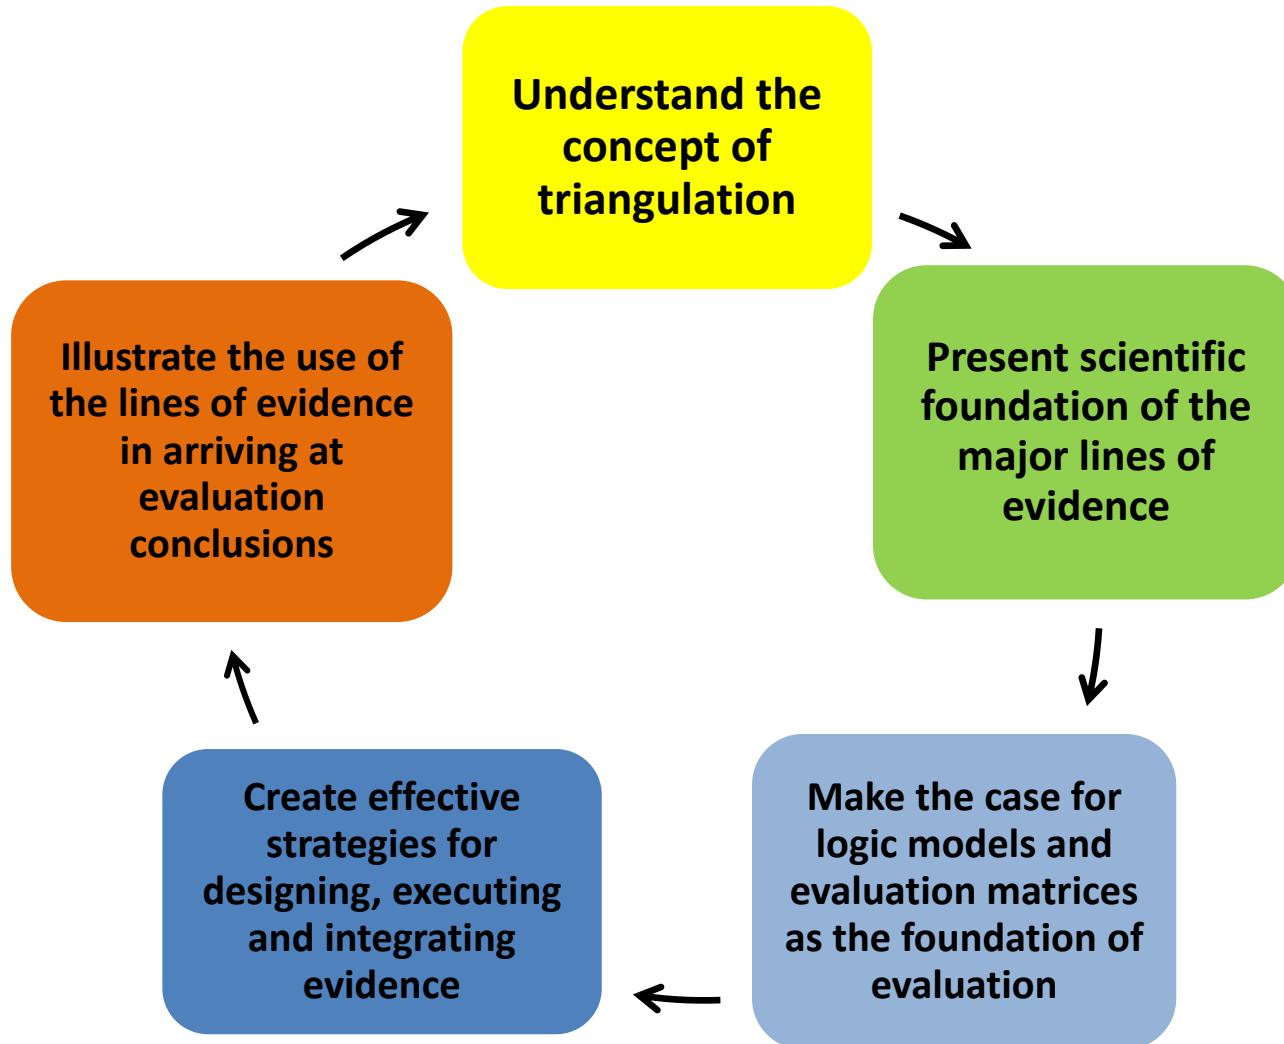 Understand the
concept of
triangulation
Present scientific
foundation of the
major lines of
evidence
Make the case for
logic models and
evaluation matrices
as the foundation of
evaluation
Create effective
strategies for
designing, executing
and integrating
evidence
Illustrate the use of
the lines of evidence
in arriving at
evaluation
conclusions